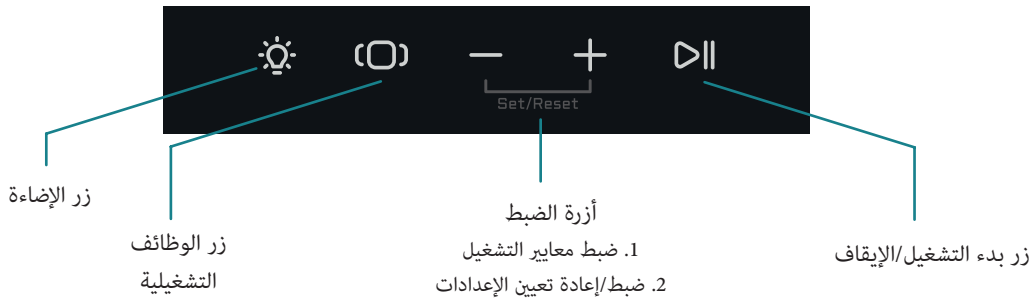 Set/Reset
زر الإضاءة
زر الوظائف
التشغيلية
أزرة الضبط
1. ضبط معايير التشغيل
2. ضبط/إعادة تعيين الإعدادات
زر بدء التشغيل/الإيقاف